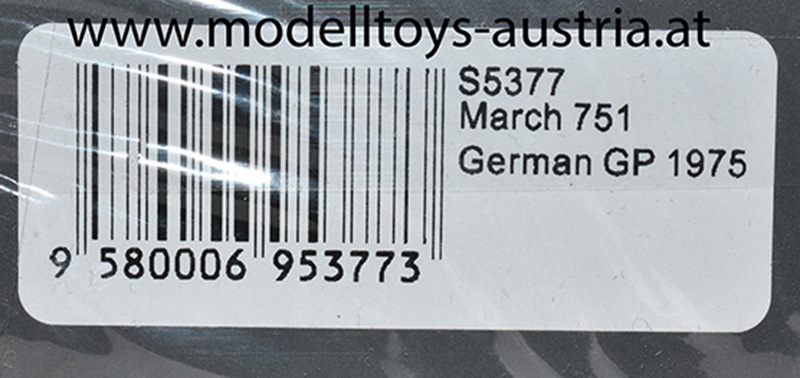 www.modelltoys-austria.at
S5377
March 751
German GP 1975
9 580006 953773